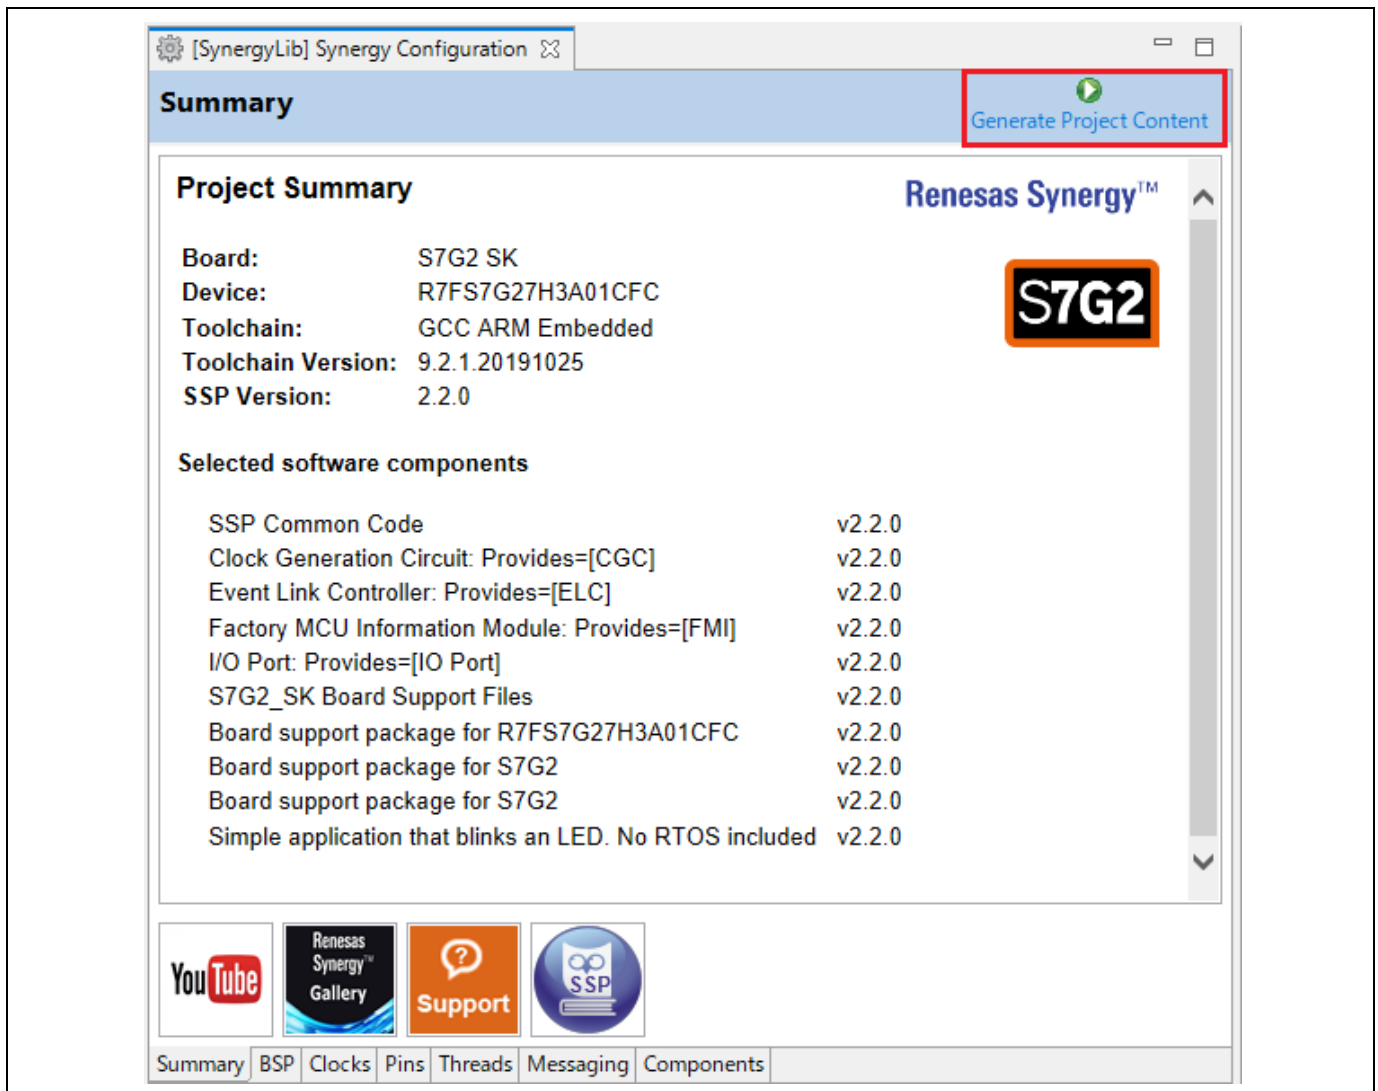 [SynergyLib] Synergy Configuration
Summary
Generate Project Content
Project Summary
Renesas Synergy™
Board: S7G2 SK
Device: R7FS7G27H3A01CFC
S7G2
Toolchain: GCC ARM Embedded
Toolchain Version: 9.2.1.20191025
SSP Version: 2.2.0
Selected software components
SSP Common Code v2.2.0
Clock Generation Circuit: Provides=[CGC] v2.2.0
Event Link Controller: Provides=[ELC] v2.2.0
Factory MCU Information Module: Provides=[FMI] v2.2.0
I/O Port: Provides=[IO Port] v2.2.0
S7G2_SK Board Support Files v2.2.0
Board support package for R7FS7G27H3A01CFC v2.2.0
Board support package for S7G2 v2.2.0
Board support package for S7G2 v2.2.0
Simple application that blinks an LED. No RTOS included v2.2.0
YouTube
Renesas
Synergy™
Gallery
?
Support
SSP
Summary BSP Clocks Pins Threads Messaging Components